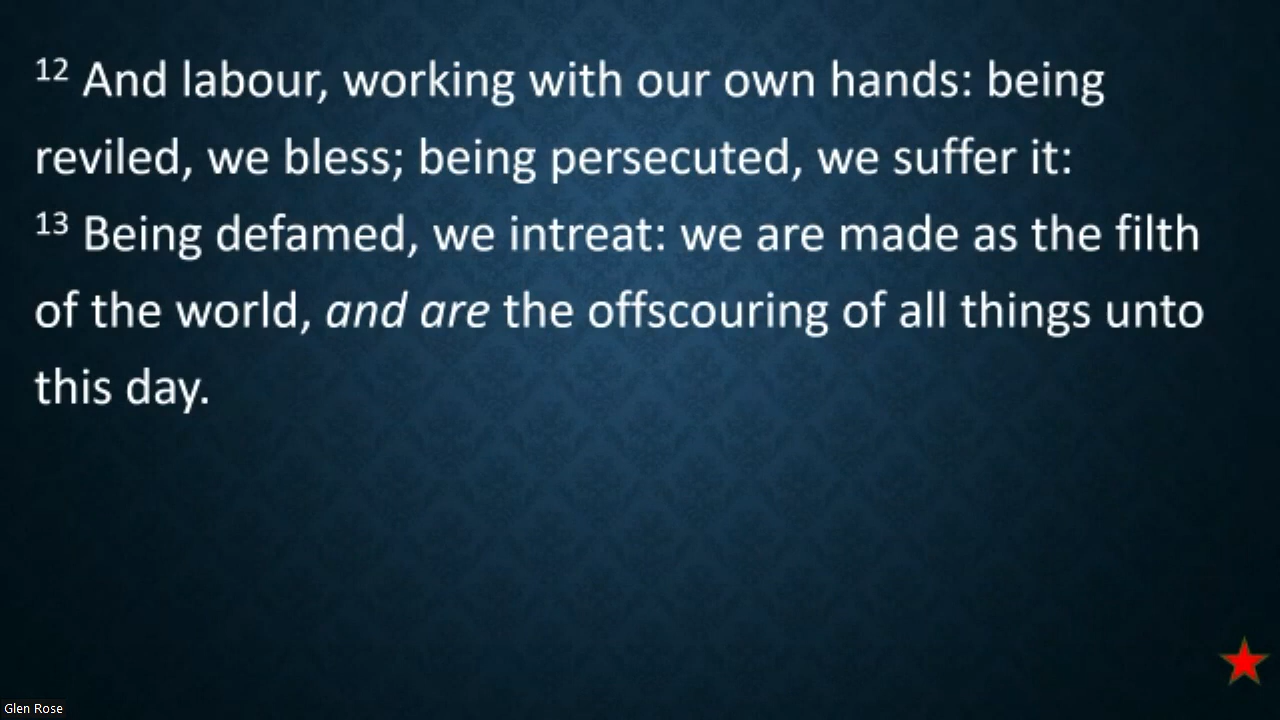 12 And labour, working with our own hands: being
reviled, we bless; being persecuted, we suffer it:
13 Being defamed, we intreat: we are made as the filth
of the world, and are the offscouring of all things unto
this day.
Glen Rose